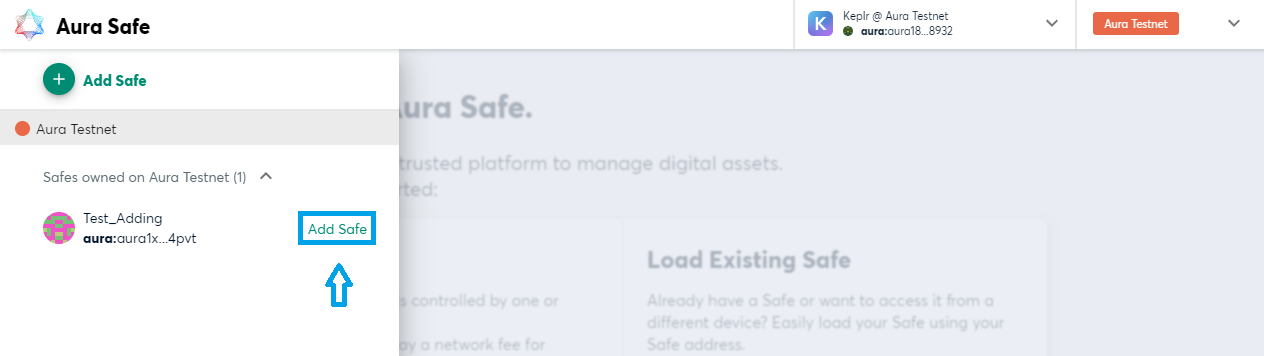 Aura Safe
K
Keplr @ Aura Testnet
aura:aura18...8932
Aura Testnet
Add Safe
Aura Testnet
Safes owned on Aura Testnet (1)
Test_Adding
aura:aura1x...4pvt
Add Safe
Aura Safe.
trusted platform to manage digital assets.
rted:
s controlled by one or
ay a network fee for
Load Existing Safe
Already have a Safe or want to access it from a
different device? Easily load your Safe using your
Safe address.